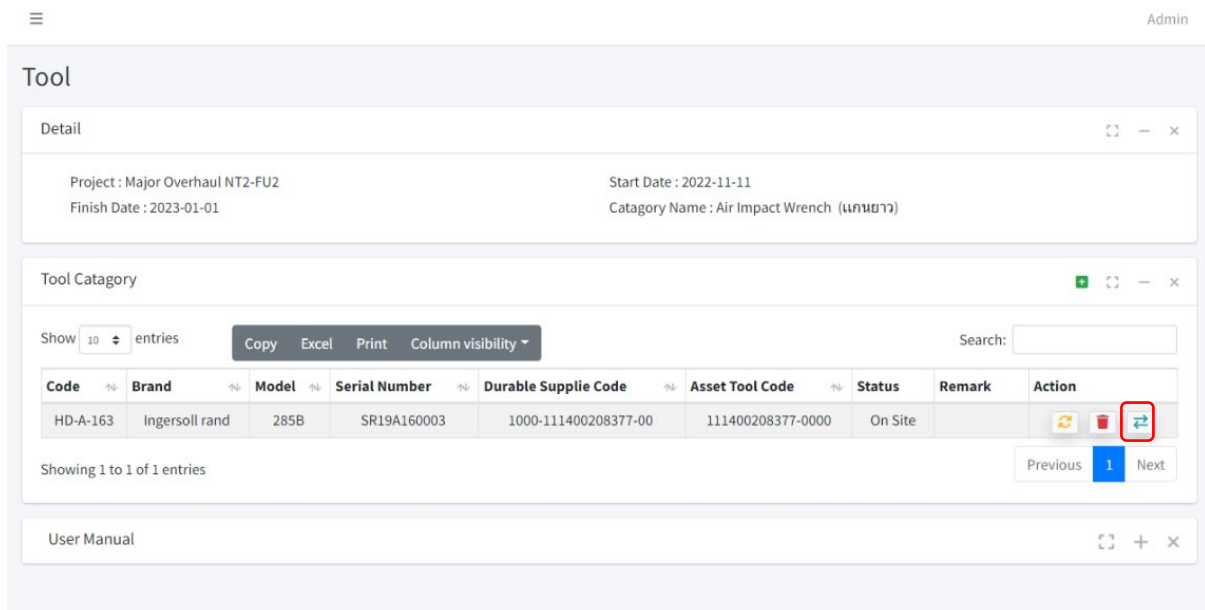 Admin
Tool
Detail
Project : Major Overhaul NT2-FU2 Start Date : 2022-11-11
Finish Date : 2023-01-01 Catagory Name : Air Impact Wrench (แกนยาว)
Tool Catagory
Show 10 entries Copy Excel Print Column visibility Search:
Code Brand Model Serial Number Durable Supplie Code Asset Tool Code Status Remark Action
HD-A-163 Ingersoll rand 285B SR19A160003 1000-111400208377-00 111400208377-0000 On Site
Showing 1 to 1 of 1 entries Previous 1 Next
User Manual